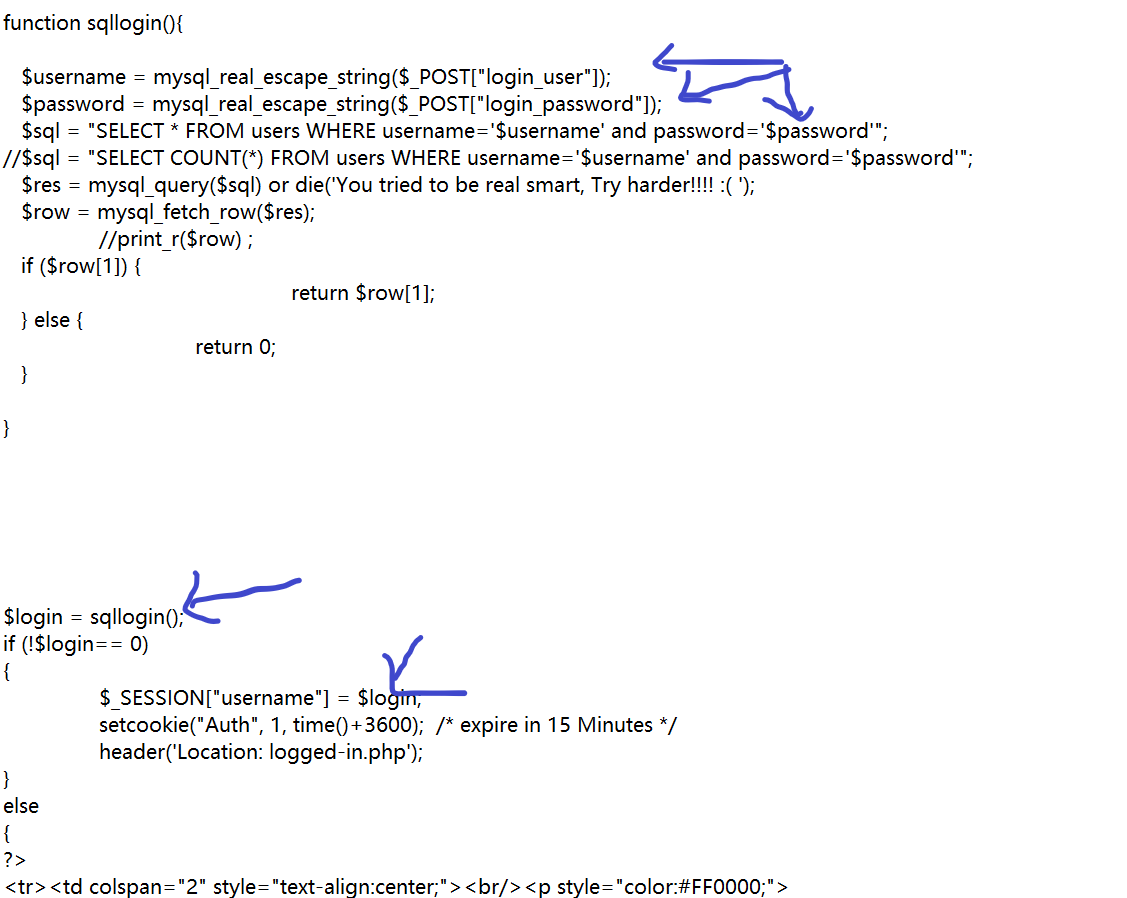 function sqllogin(){
$username = mysql_real_escape_string($_POST["login_user"]);
$password = mysql_real_escape_string($_POST["login_password"]);
$sql = "SELECT * FROM users WHERE username='$username' and password='$password'";
//$sql = "SELECT COUNT(*) FROM users WHERE username='$username' and password='$password'";
$res = mysql_query($sql) or die('You tried to be real smart, Try harder!!!! :( ');
$row = mysql_fetch_row($res);
//print_r($row) ;
if ($row[1]) {
return $row[1];
} else {
return 0;
}
}
$login = sqllogin();
if (!$login== 0)
{
$_SESSION["username"] = $login;
setcookie("Auth", 1, time()+3600); /* expire in 15 Minutes */
header('Location: logged-in.php');
}
else
{
?>
<tr><td colspan="2" style="text-align:center;"><br/><p style="color:#FF0000;">